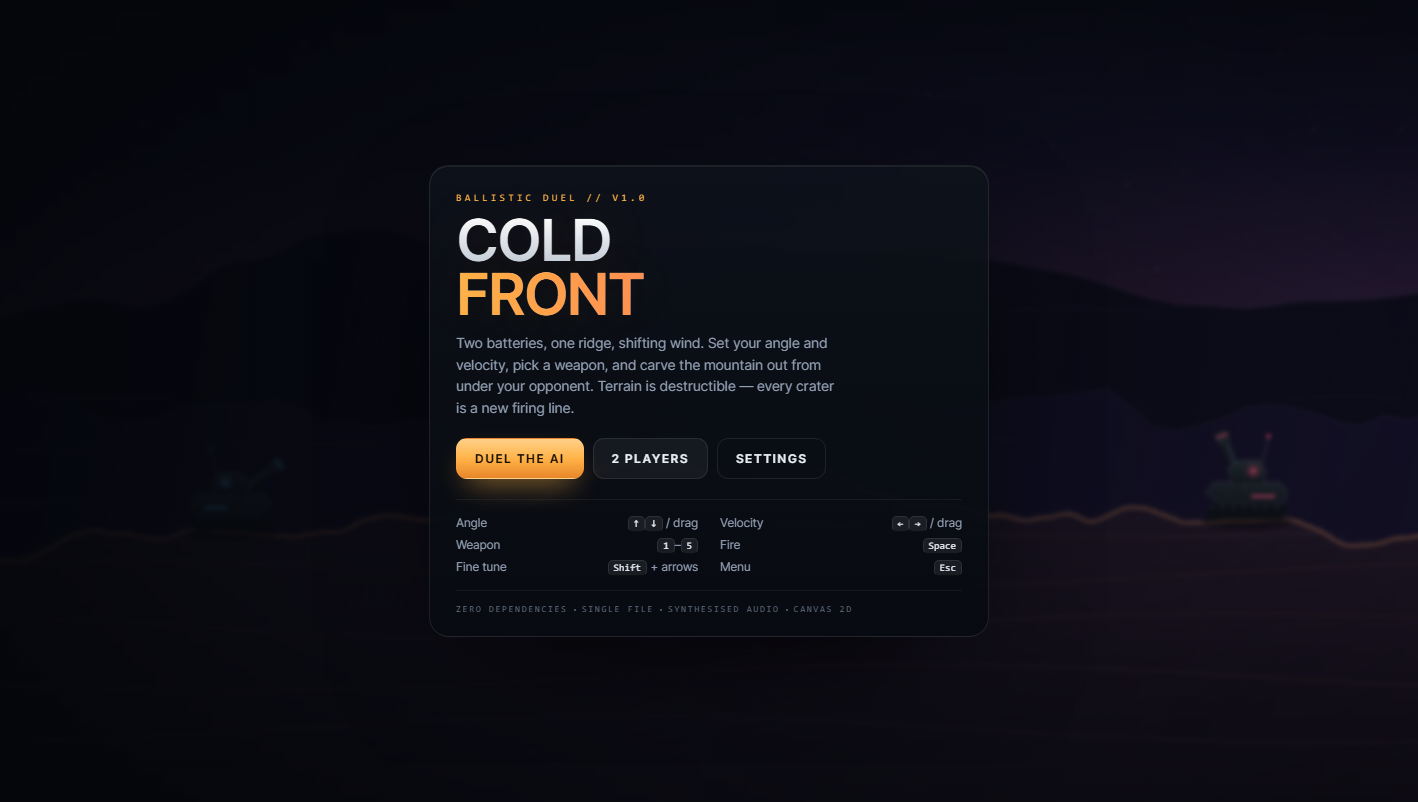 BALLISTIC DUEL // V1.0
COLD
FRONT
Two batteries, one ridge, shifting wind. Set your angle and
velocity, pick a weapon, and carve the mountain out from
under your opponent. Terrain is destructible — every crater
is a new firing line.
DUEL THE AI 2 PLAYERS SETTINGS
Angle ↑ ↓ / drag Velocity ← → / drag
Weapon 1–5 Fire Space
Fine tune Shift + arrows Menu Esc
ZERO DEPENDENCIES • SINGLE FILE • SYNTHESISED AUDIO • CANVAS 2D